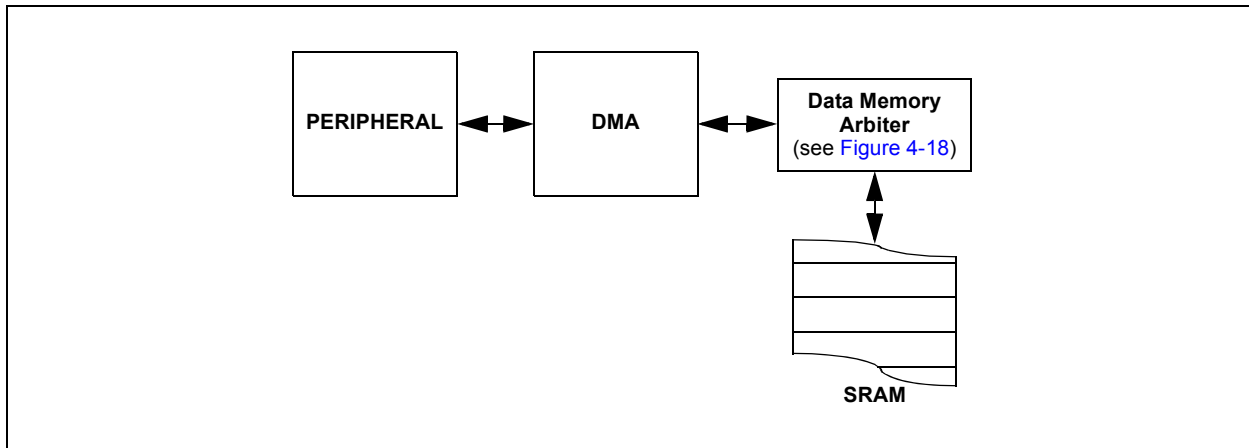 PERIPHERAL
DMA
Data Memory
Arbiter
(see Figure 4-18)
SRAM